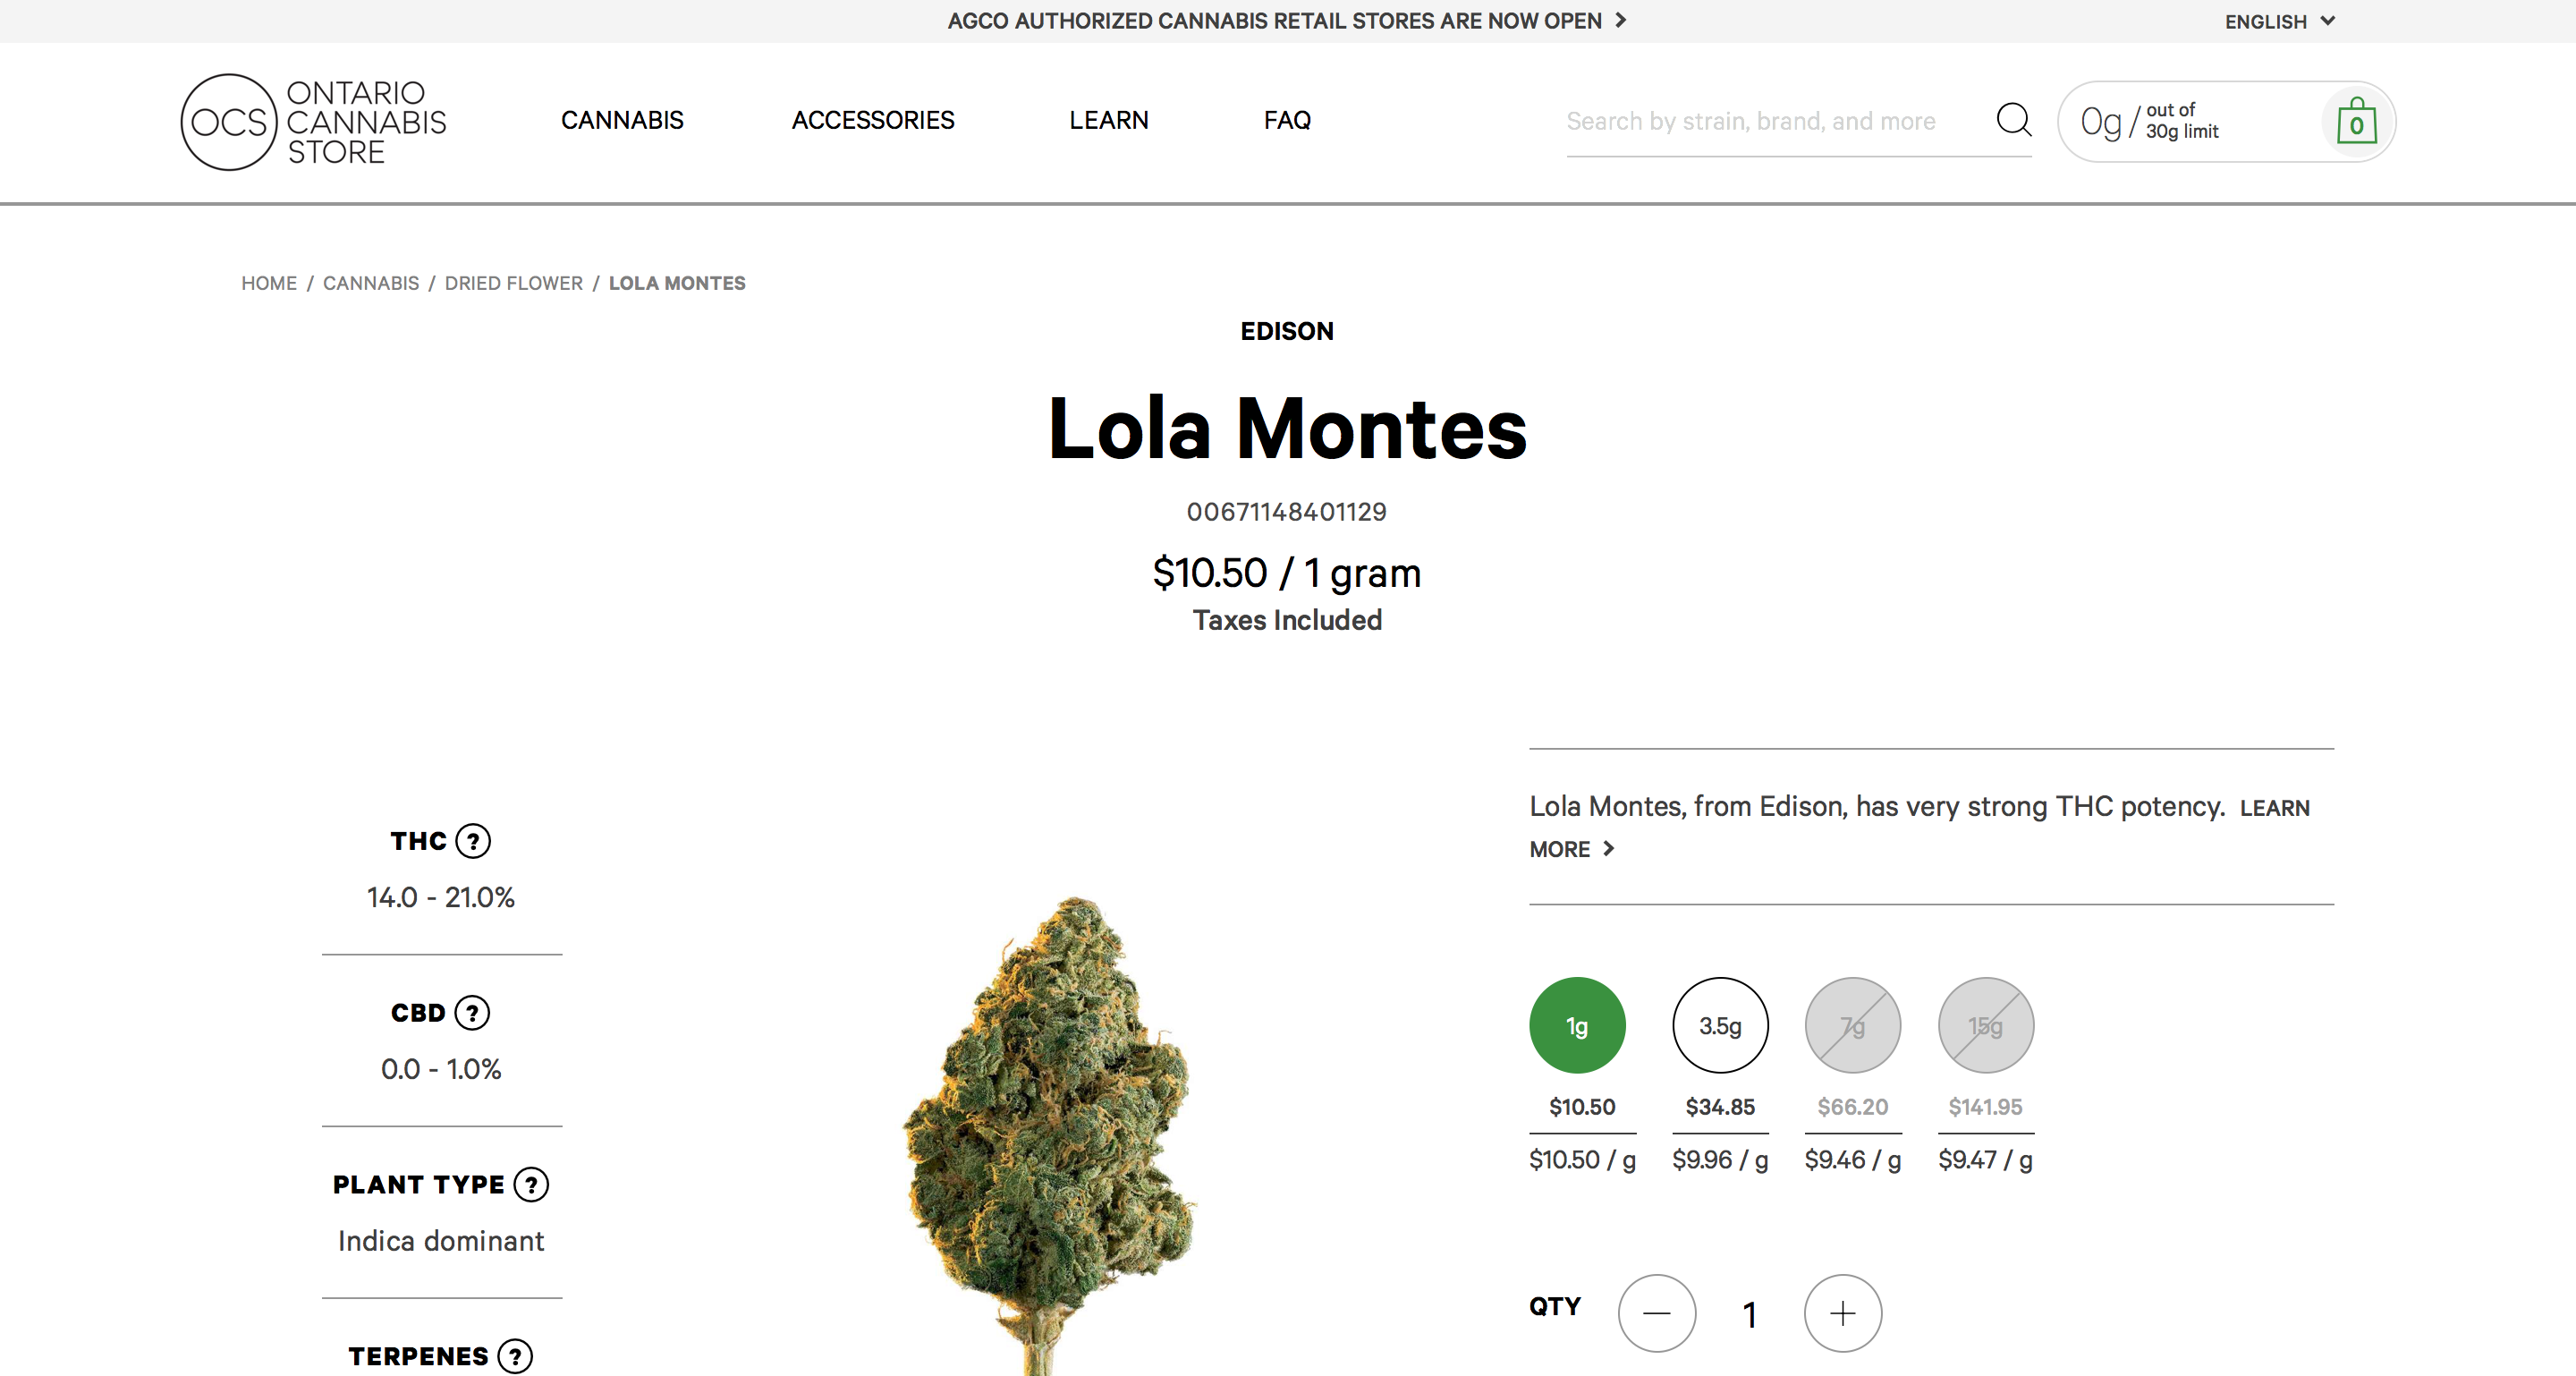 AGCO AUTHORIZED CANNABIS RETAIL STORES ARE NOW OPEN
ENGLISH
OCS
ONTARIO
CANNABIS
STORE
CANNABIS
ACCESSORIES
LEARN
FAQ
Search by strain, brand, and more
0g / out of
30g limit
0
HOME / CANNABIS / DRIED FLOWER / LOLA MONTES
EDISON
Lola Montes
00671148401129
$10.50 / 1 gram
Taxes Included
THC ?
14.0 - 21.0%
CBD ?
0.0 - 1.0%
PLANT TYPE ?
Indica dominant
TERPENES ?
Lola Montes, from Edison, has very strong THC potency. LEARN
MORE
1g 3.5g 7g 15g
$10.50 $34.85 $66.20 $141.95
$10.50 / g $9.96 / g $9.46 / g $9.47 / g
QTY − 1 +